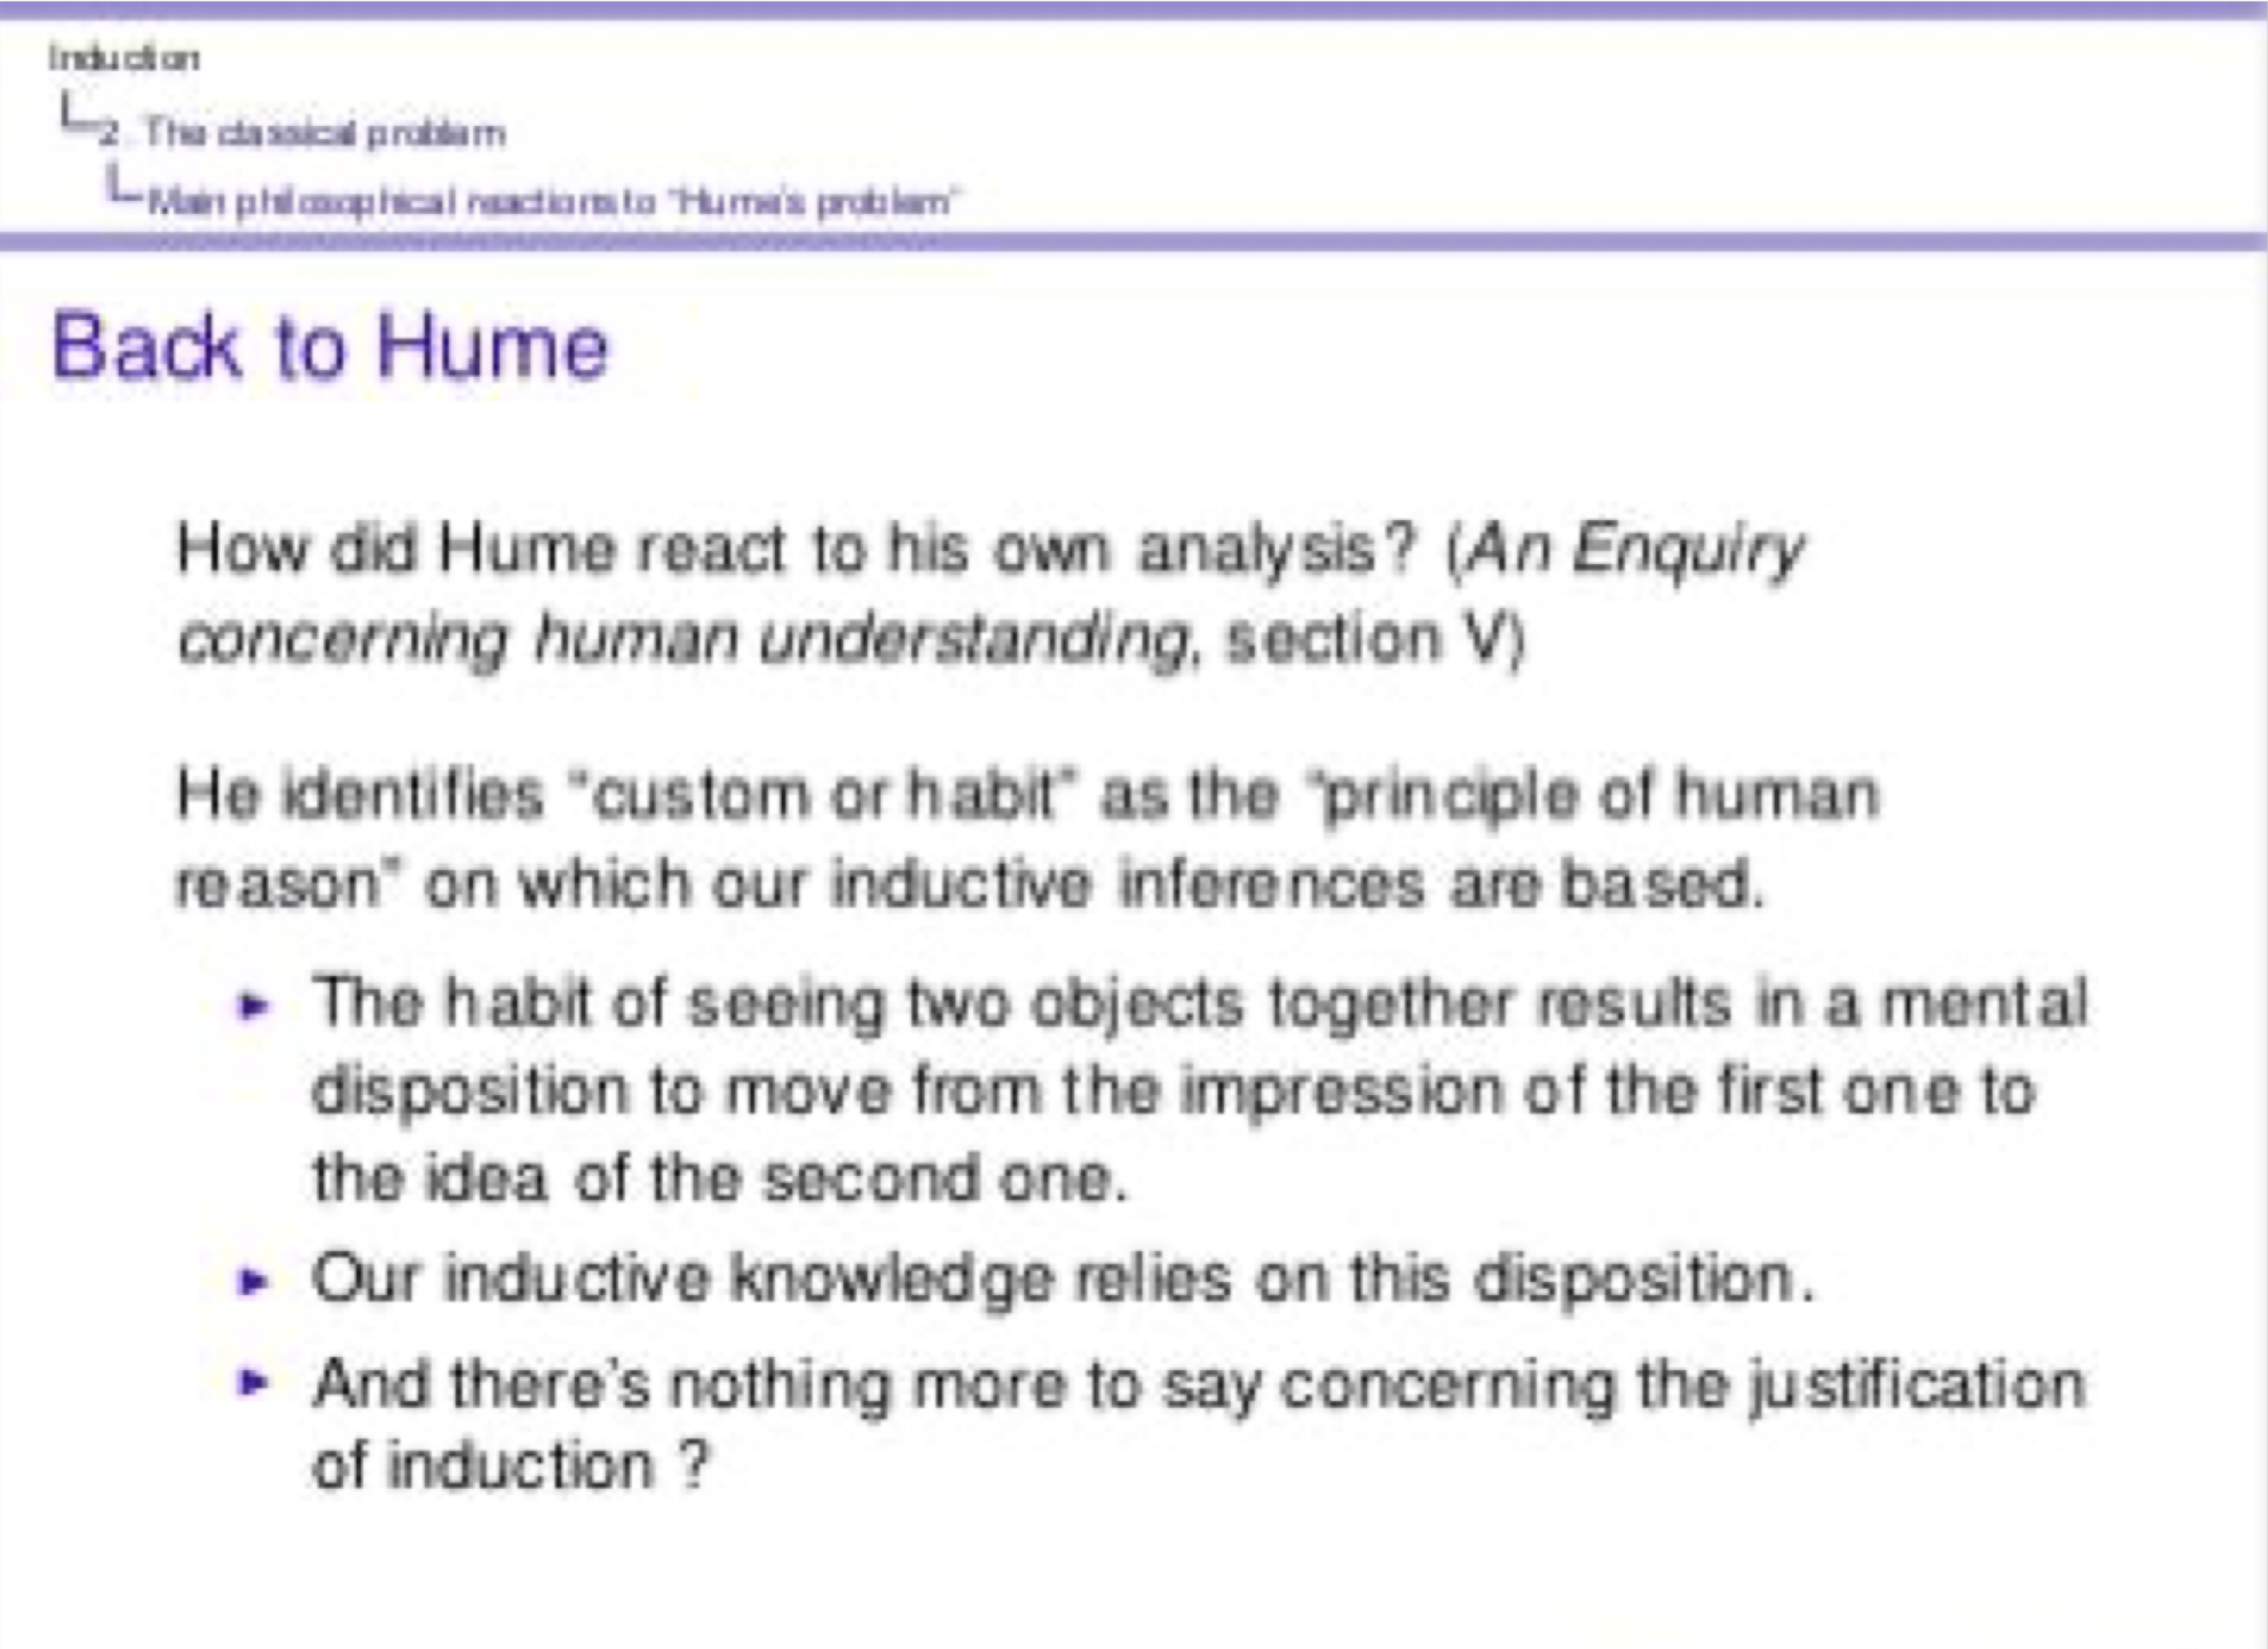 Induction
2. The classical problem
Main philosophical reactions to "Hume's problem"
Back to Hume
How did Hume react to his own analysis? (An Enquiry
concerning human understanding, section V)
He identifies "custom or habit" as the "principle of human
reason" on which our inductive inferences are based.
► The habit of seeing two objects together results in a mental
disposition to move from the impression of the first one to
the idea of the second one.
► Our inductive knowledge relies on this disposition.
► And there's nothing more to say concerning the justification
of induction ?